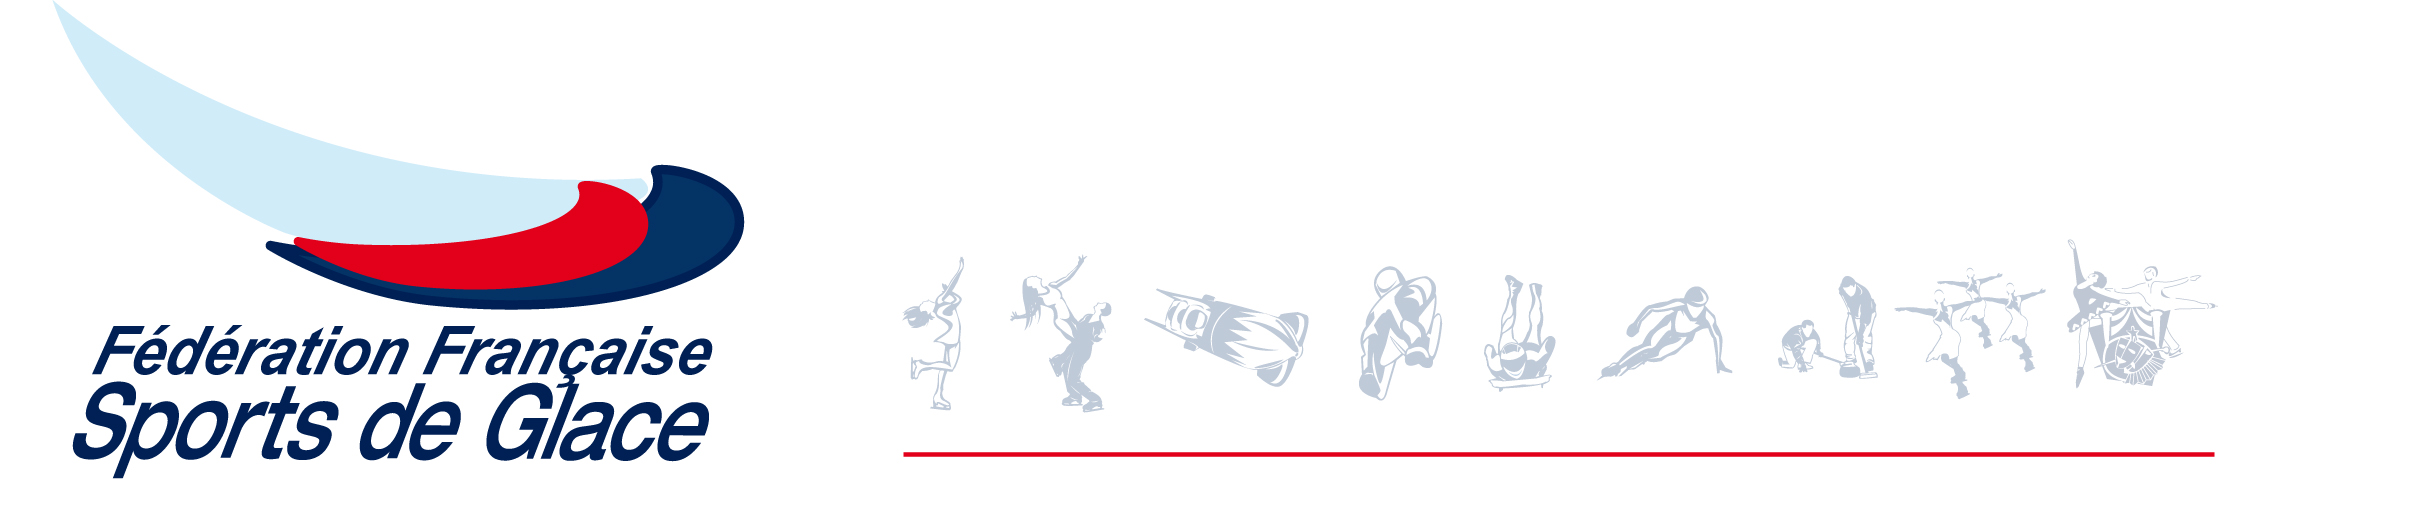 Fédération Française
Sports de Glace